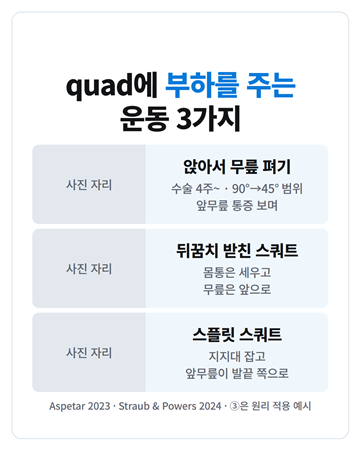 quad에 부하를 주는
운동 3가지
사진 자리
앉아서 무릎 펴기
수술 4주~ · 90°→45° 범위
앞무릎 통증 보며
사진 자리
뒤꿈치 받친 스쿼트
몸통은 세우고
무릎은 앞으로
사진 자리
스플릿 스쿼트
지지대 잡고
앞무릎이 발끝 쪽으로
Aspetar 2023 · Straub & Powers 2024 · ③은 원리 적용 예시